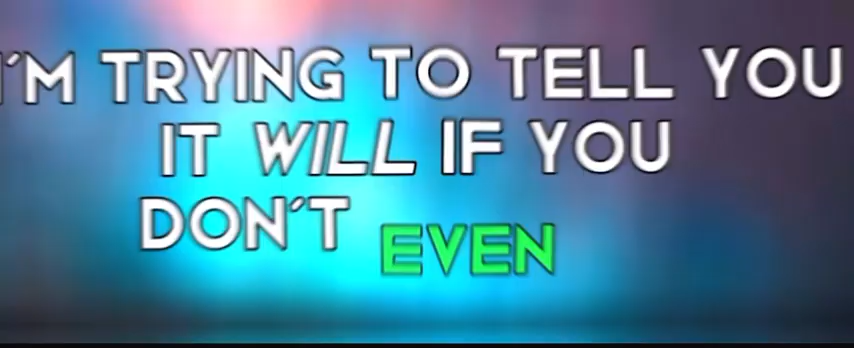 I'M TRYING TO TELL YOU
IT WILL IF YOU
DON'T EVEN